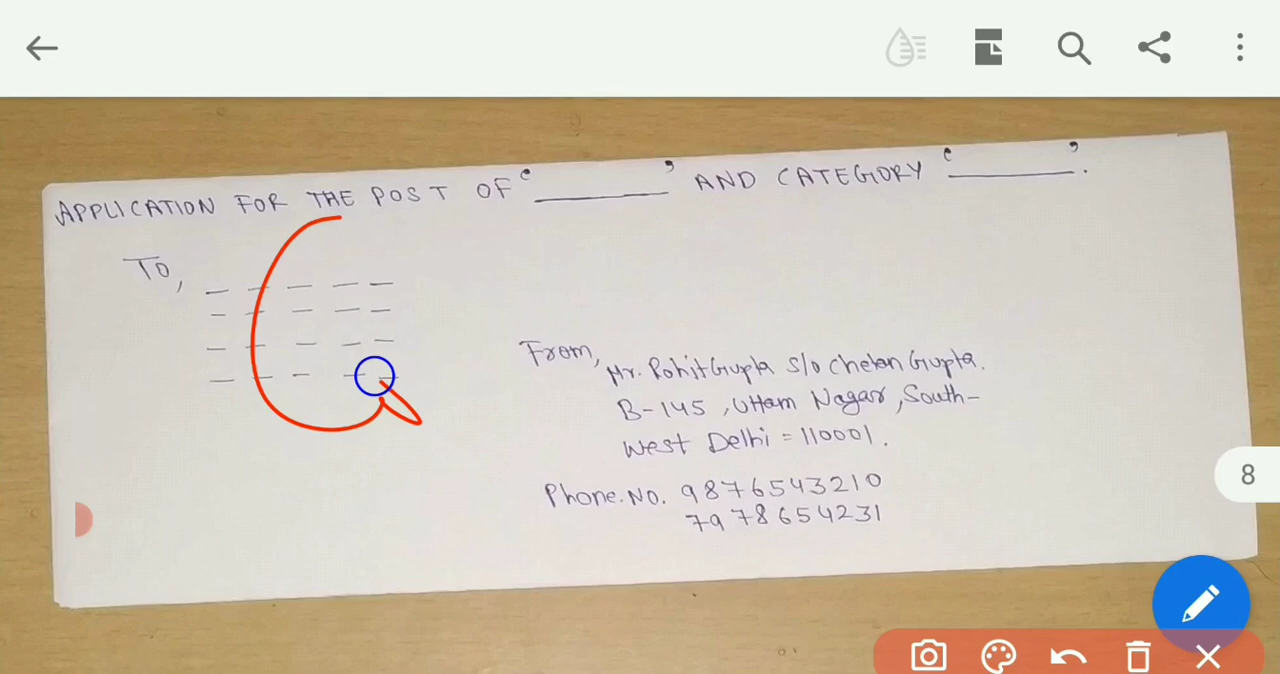 APPLICATION FOR THE POST OF ‘______’ AND CATEGORY ‘______’.
To,
From,
Mr. Rohit Gupta S/o Chetan Gupta.
B-145, Uttam Nagar, South-
West Delhi = 110001.
Phone. No. 9876543210
7978654231
8